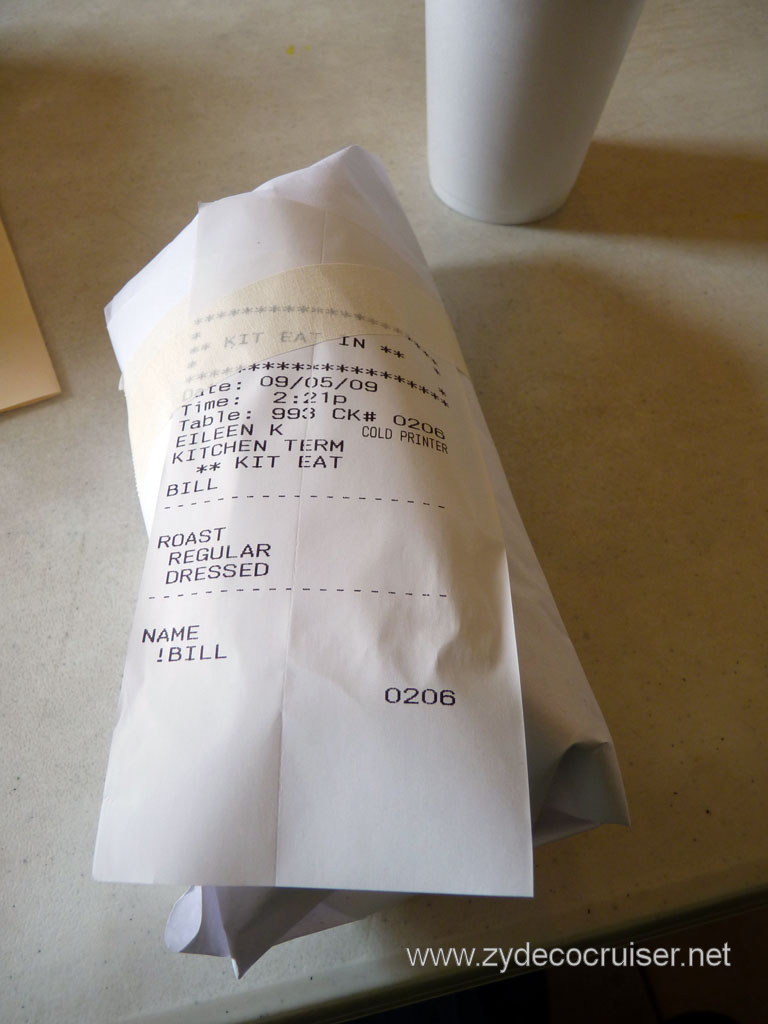 ********************
* ** KIT EAT IN ** *
********************
Date: 09/05/09
Time: 2:21p
Table: 993 CK# 0206
EILEEN K COLD PRINTER
KITCHEN TERM
** KIT EAT
BILL
--------------------
ROAST
REGULAR
DRESSED
--------------------
NAME
!BILL
0206
www.zydecocruiser.net